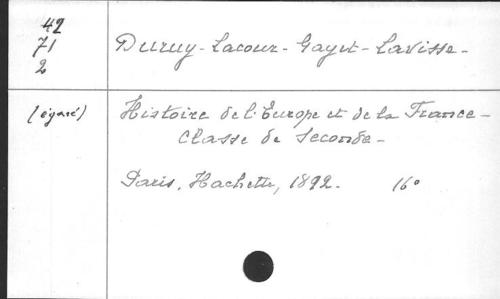 42
71
2
Duruy - Lacour - Gayet - Lavisse -
(égaré)
Histoire de l'Europe et de la France -
Classe de Seconde -
Paris, Hachette, 1892. 16°